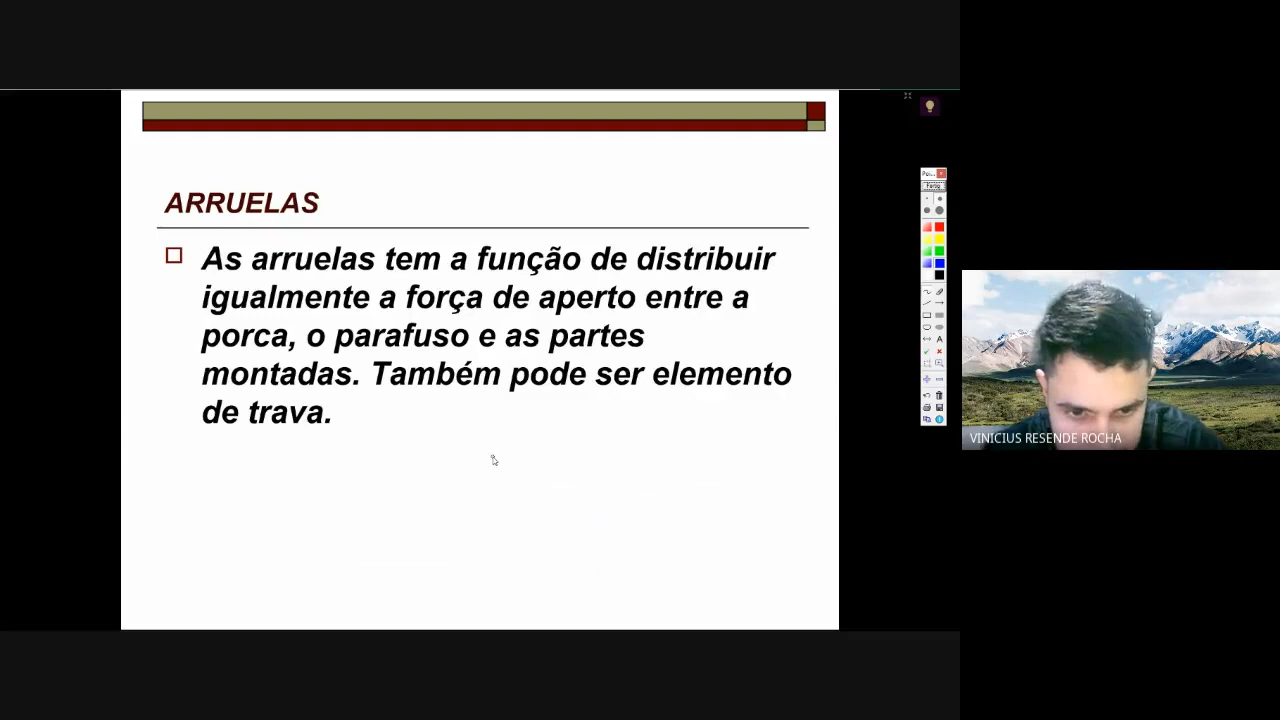 ARRUELAS
As arruelas tem a função de distribuir
igualmente a força de aperto entre a
porca, o parafuso e as partes
montadas. Também pode ser elemento
de trava.
Poi...
VINICIUS RESENDE ROCHA